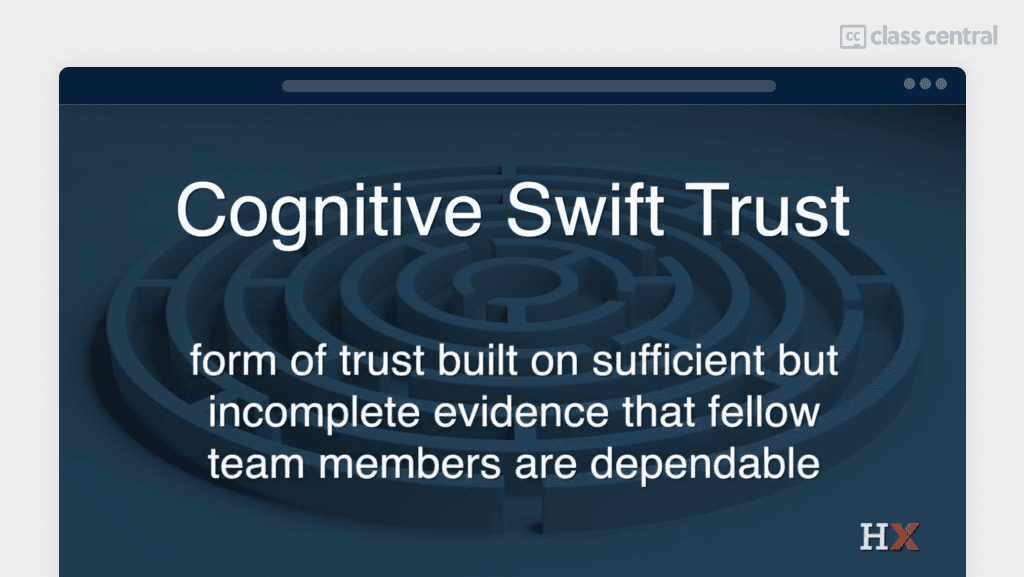 cc class central
Cognitive Swift Trust
form of trust built on sufficient but
incomplete evidence that fellow
team members are dependable
HX